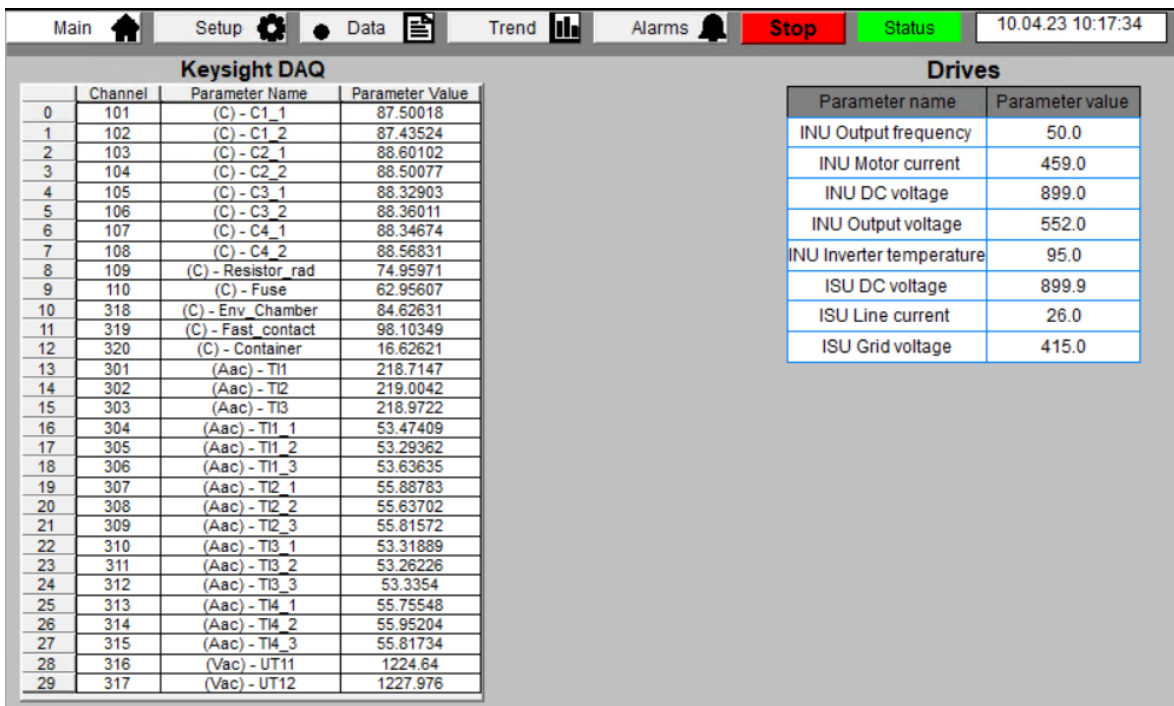 Main Setup Data Trend Alarms Stop Status 10.04.23 10:17:34
Keysight DAQ
Channel Parameter Name Parameter Value
0 101 (C) - C1_1 87.50018
1 102 (C) - C1_2 87.43524
2 103 (C) - C2_1 88.60102
3 104 (C) - C2_2 88.50077
4 105 (C) - C3_1 88.32903
5 106 (C) - C3_2 88.36011
6 107 (C) - C4_1 88.34674
7 108 (C) - C4_2 88.56831
8 109 (C) - Resistor_rad 74.95971
9 110 (C) - Fuse 62.95607
10 318 (C) - Env_Chamber 84.62631
11 319 (C) - Fast_contact 98.10349
12 320 (C) - Container 16.62621
13 301 (Aac) - TI1 218.7147
14 302 (Aac) - TI2 219.0042
15 303 (Aac) - TI3 218.9722
16 304 (Aac) - TI1_1 53.47409
17 305 (Aac) - TI1_2 53.29362
18 306 (Aac) - TI1_3 53.63635
19 307 (Aac) - TI2_1 55.88783
20 308 (Aac) - TI2_2 55.63702
21 309 (Aac) - TI2_3 55.81572
22 310 (Aac) - TI3_1 53.31889
23 311 (Aac) - TI3_2 53.26226
24 312 (Aac) - TI3_3 53.3354
25 313 (Aac) - TI4_1 55.75548
26 314 (Aac) - TI4_2 55.95204
27 315 (Aac) - TI4_3 55.81734
28 316 (Vac) - UT11 1224.64
29 317 (Vac) - UT12 1227.976
Drives
Parameter name Parameter value
INU Output frequency 50.0
INU Motor current 459.0
INU DC voltage 899.0
INU Output voltage 552.0
INU Inverter temperature 95.0
ISU DC voltage 899.9
ISU Line current 26.0
ISU Grid voltage 415.0